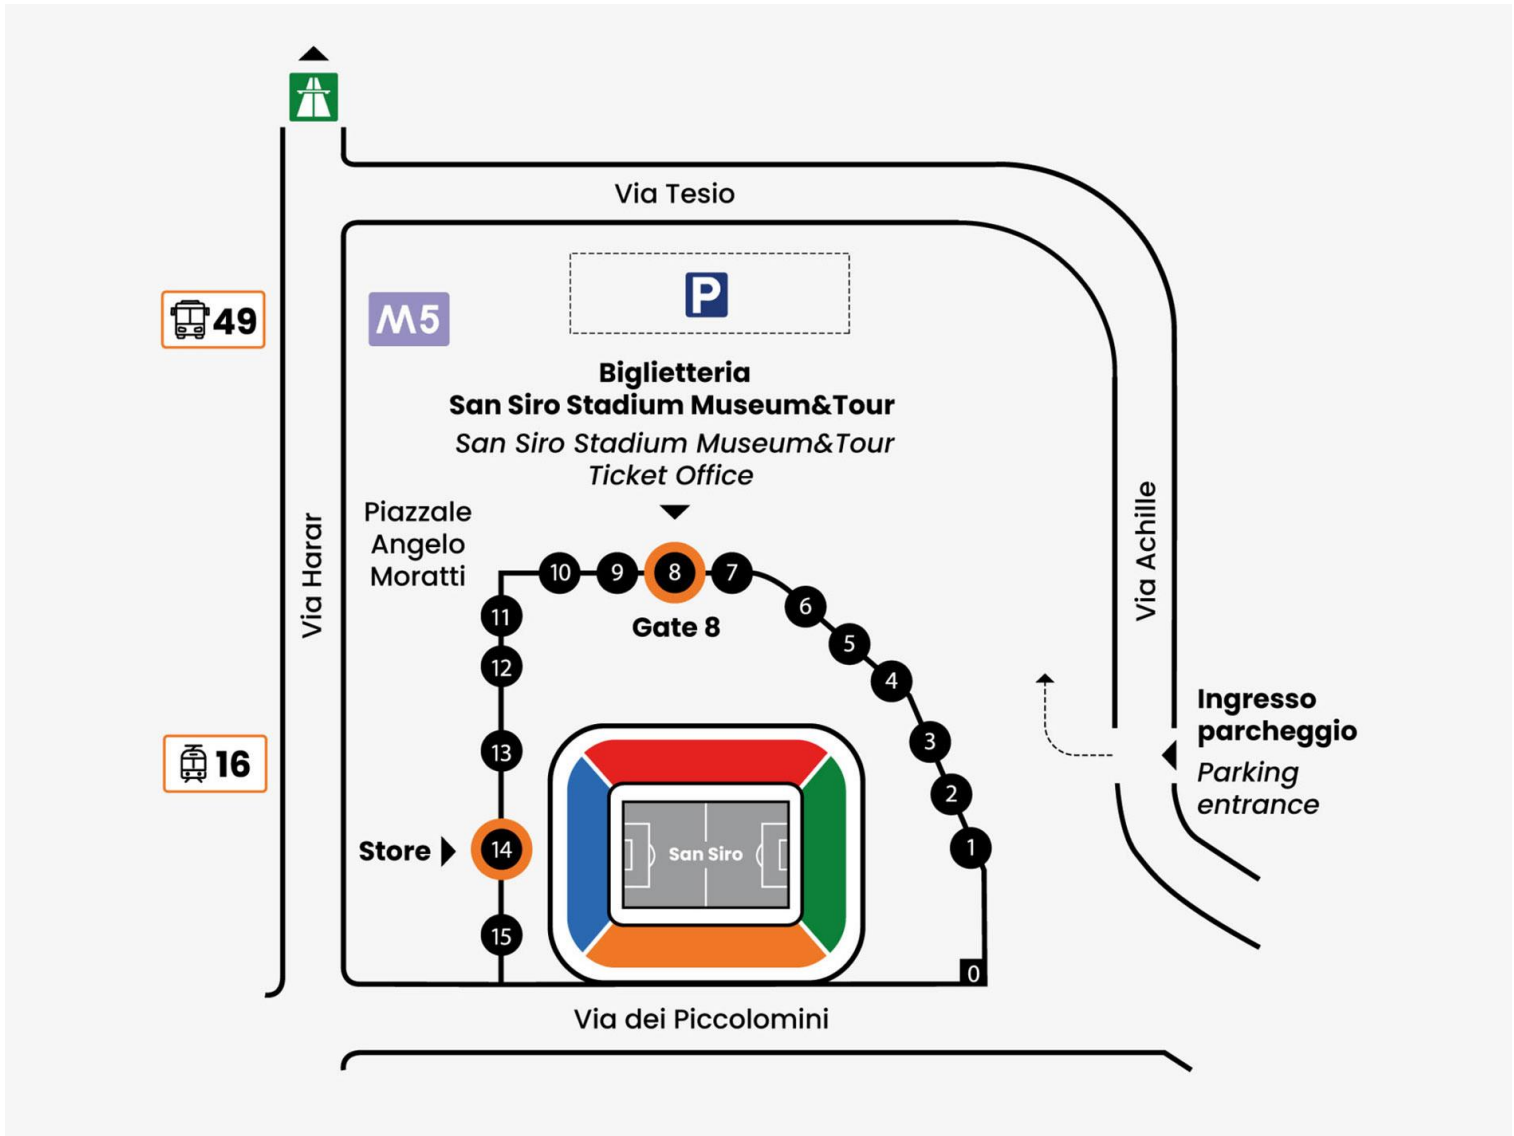 Via Tesio
49
M5
P
Biglietteria
San Siro Stadium Museum&Tour
San Siro Stadium Museum&Tour
Ticket Office
Piazzale
Angelo
Moratti
Via Harar
Via Achille
10
9
8
7
6
5
4
3
2
1
0
Gate 8
11
12
13
14
15
16
Store
San Siro
Ingresso
parcheggio
Parking
entrance
Via dei Piccolomini